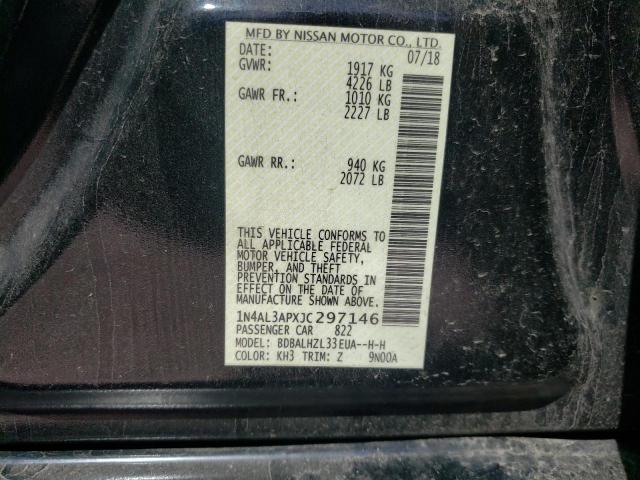 MFD BY NISSAN MOTOR CO., LTD.
DATE: 07/18
GVWR: 1917 KG
4226 LB
GAWR FR.: 1010 KG
2227 LB
GAWR RR.: 940 KG
2072 LB
THIS VEHICLE CONFORMS TO
ALL APPLICABLE FEDERAL
MOTOR VEHICLE SAFETY,
BUMPER, AND THEFT
PREVENTION STANDARDS IN
EFFECT ON THE DATE OF
MANUFACTURE SHOWN ABOVE.
1N4AL3APXJC297146
PASSENGER CAR 822
MODEL: BDBALHZL33EUA--H-H
COLOR: KH3 TRIM: Z 9N00A